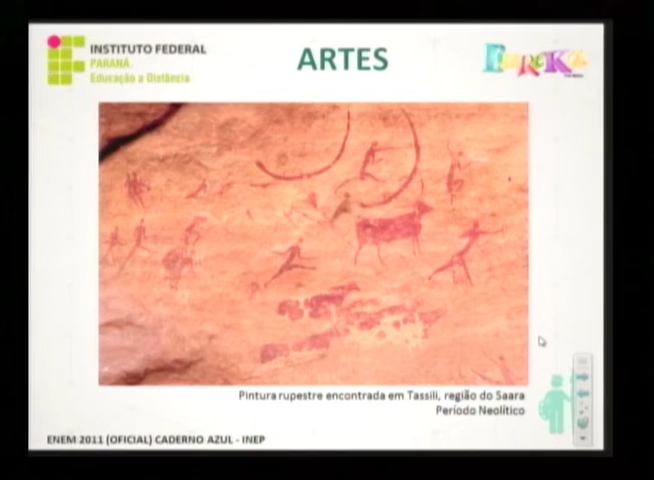 INSTITUTO FEDERAL
PARANÁ
Educação a Distância
ARTES
EUREKA
Pintura rupestre encontrada em Tassili, região do Saara
Período Neolítico
ENEM 2011 (OFICIAL) CADERNO AZUL - INEP